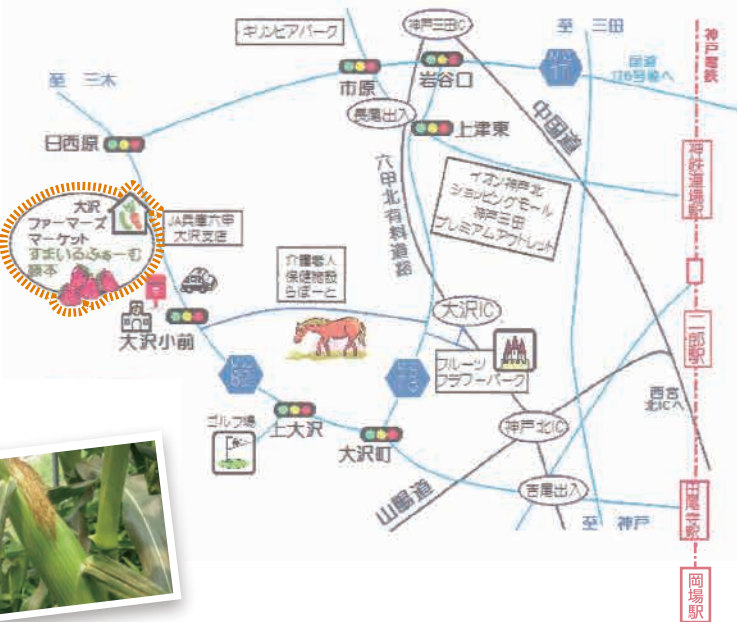 キリンビアパーク
神戸三田IC
至 三田
神戸電鉄
国道
176号線へ
至 三木
市原
岩谷口
長尾出入
上津東
中国道
日西原
六甲北有料道路
イオン神戸北
ショッピングモール
神戸三田
プレミアムアウトレット
神鉄道場駅
大沢
ファーマーズ
マーケット
すまいるふぁーむ
藤本
JA兵庫六甲
大沢支店
介護老人
保健施設
らぽーと
大沢IC
二郎駅
大沢小前
フルーツ
フラワーパーク
西宮
北ICへ
ゴルフ場
上大沢
大沢町
神戸北IC
吉尾出入
山陽道
至 神戸
田尾寺駅
岡場駅